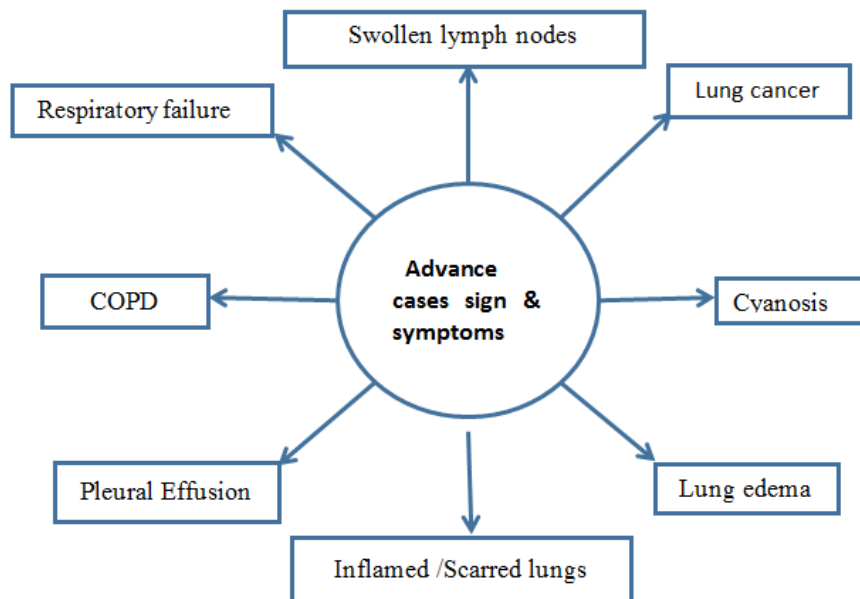 Swollen lymph nodes
Lung cancer
Respiratory failure
Advance
cases sign &
symptoms
COPD
Cyanosis
Pleural Effusion
Lung edema
Inflamed /Scarred lungs